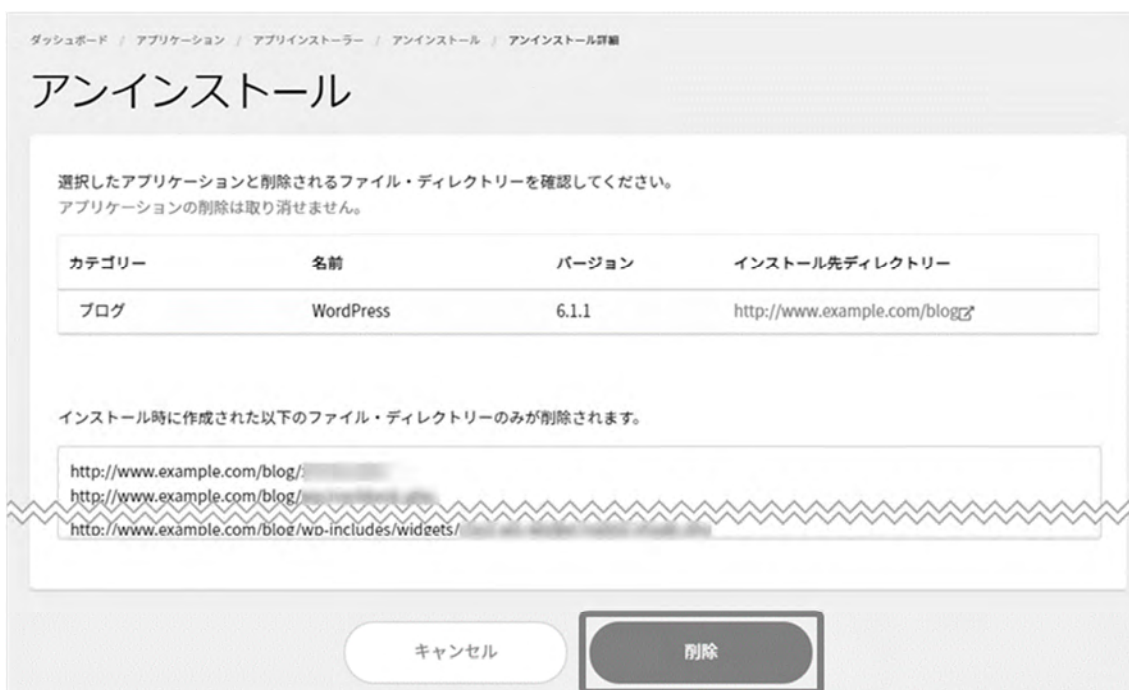 ダッシュボード / アプリケーション / アプリインストーラー / アンインストール / アンインストール詳細
アンインストール
選択したアプリケーションと削除されるファイル・ディレクトリーを確認してください。
アプリケーションの削除は取り消せません。
カテゴリー 名前 バージョン インストール先ディレクトリー
ブログ WordPress 6.1.1 http://www.example.com/blog
インストール時に作成された以下のファイル・ディレクトリーのみが削除されます。
http://www.example.com/blog/
http://www.example.com/blog/
http://www.example.com/blog/wp-includes/widgets/
キャンセル 削除